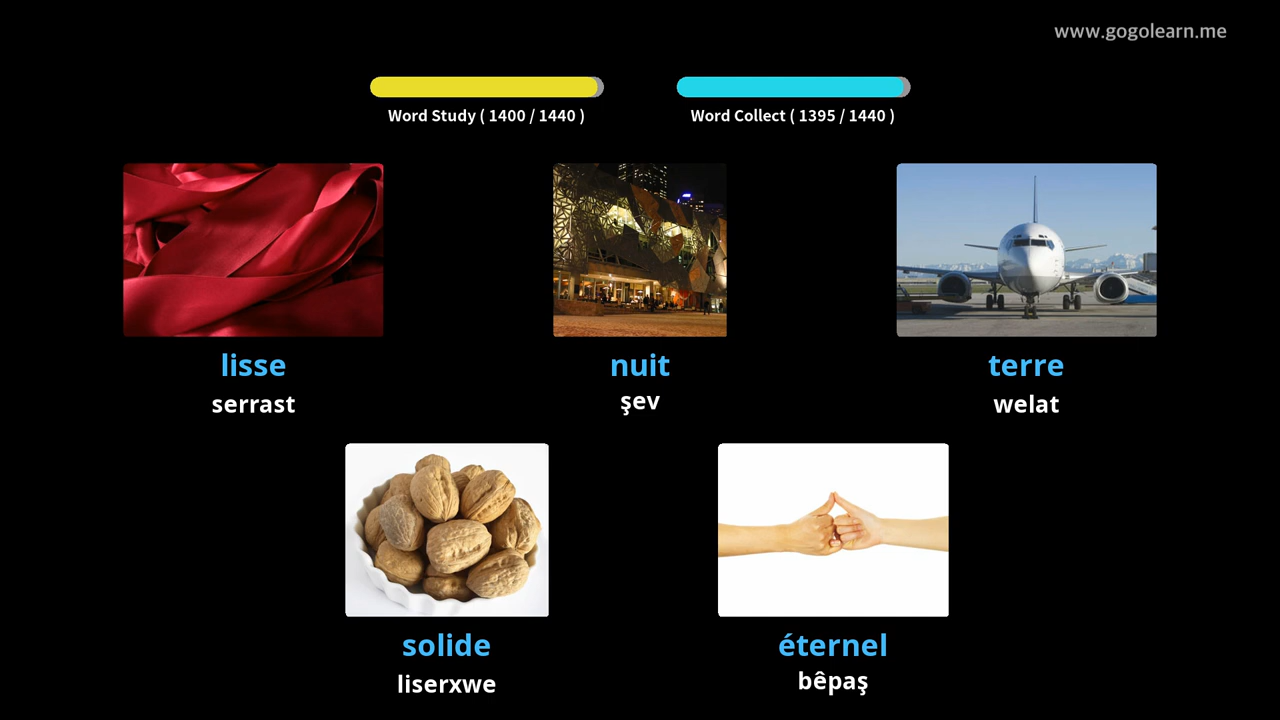 www.gogolearn.me
Word Study ( 1400 / 1440 )
Word Collect ( 1395 / 1440 )
lisse
serrast
nuit
şev
terre
welat
solide
liserxwe
éternel
bêpaş